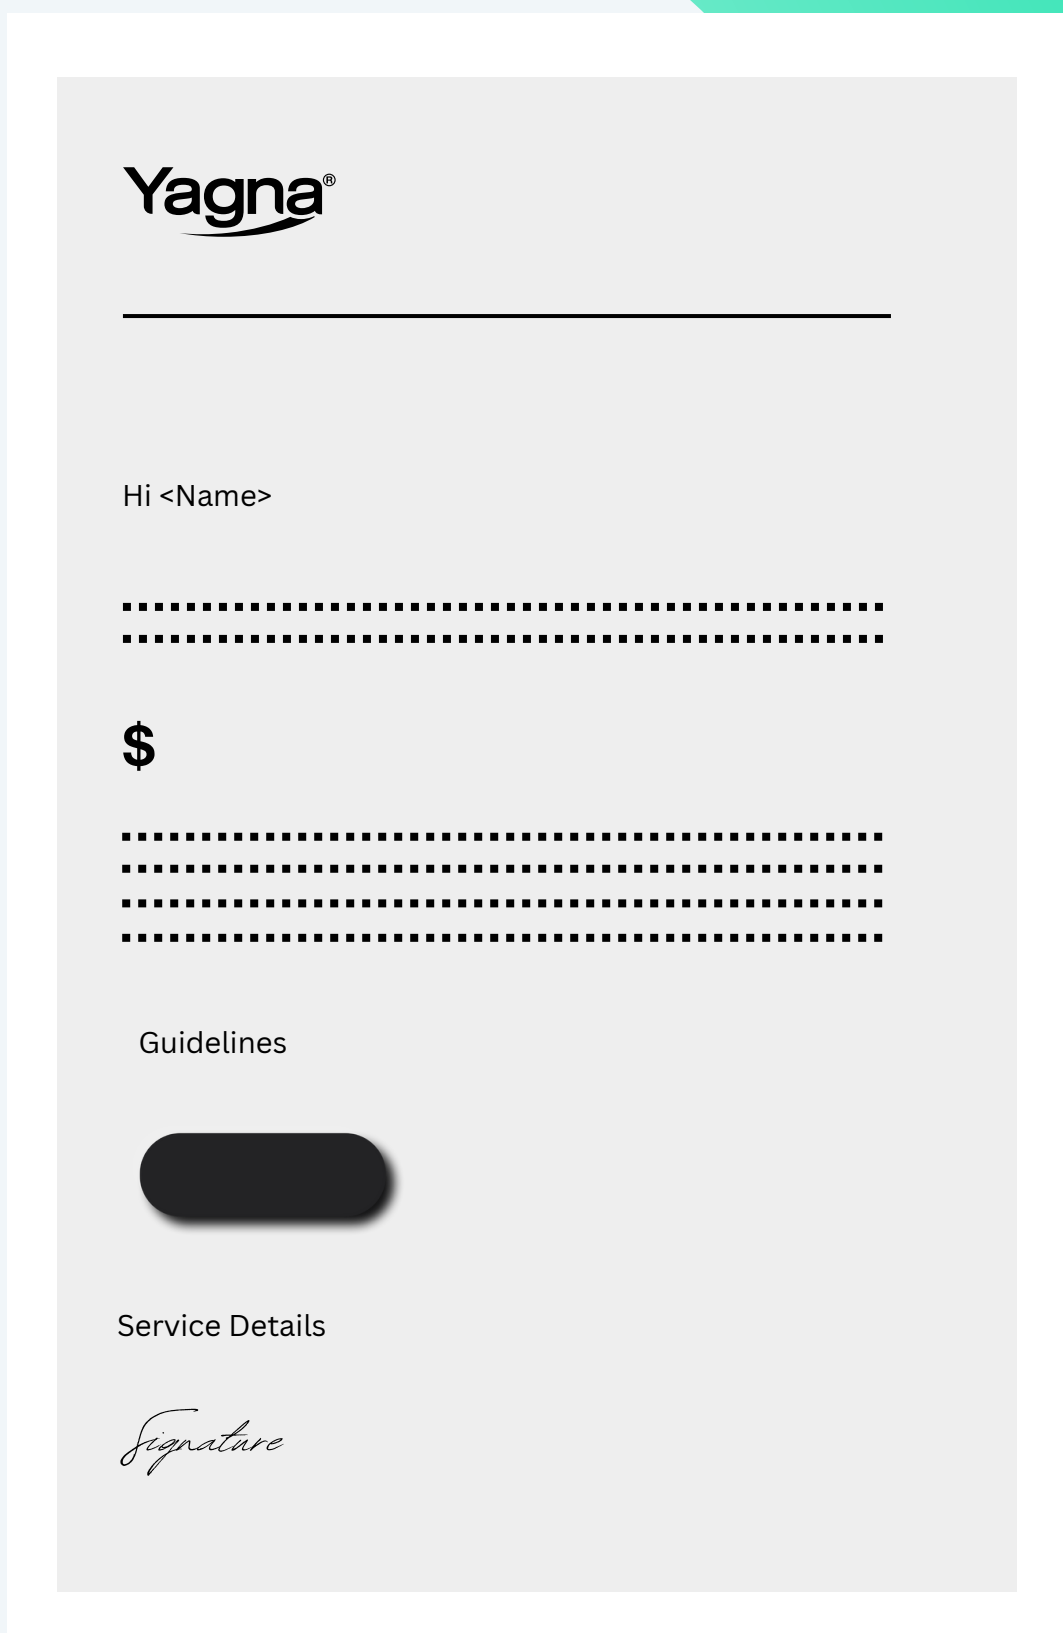 Yagna®
Hi <Name>
$
Guidelines
Service Details
Signature